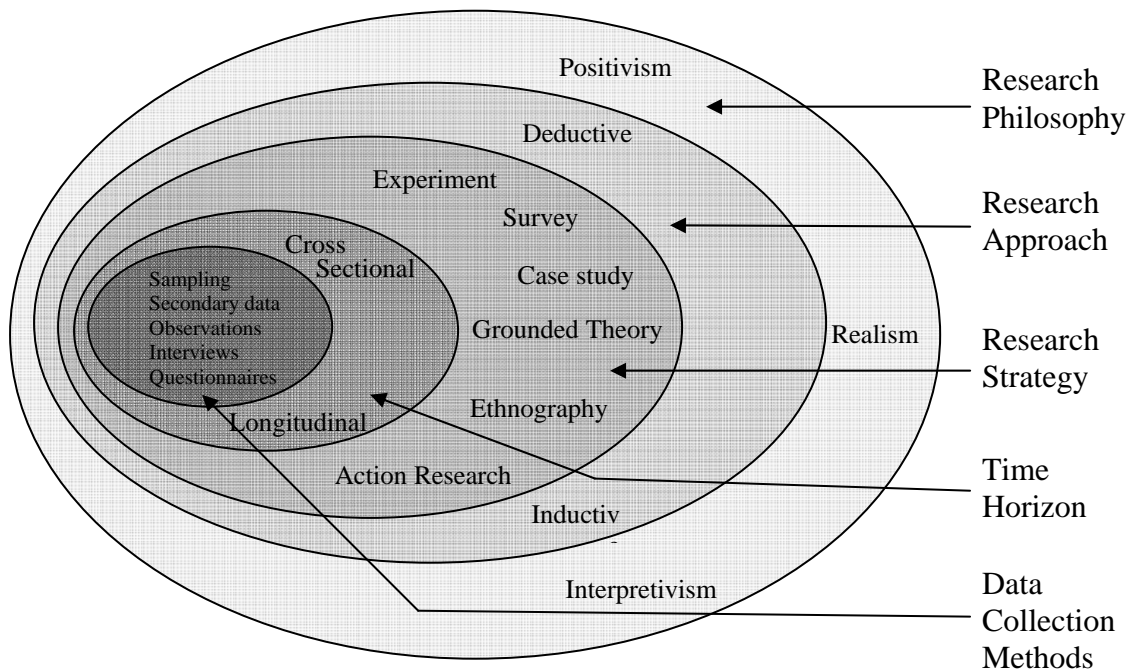 Positivism
Deductive
Experiment
Survey
Cross
Sectional
Case study
Sampling
Secondary data
Observations
Interviews
Questionnaires
Grounded Theory
Realism
Ethnography
Longitudinal
Action Research
Inductiv
Interpretivism
Research
Philosophy
Research
Approach
Research
Strategy
Time
Horizon
Data
Collection
Methods